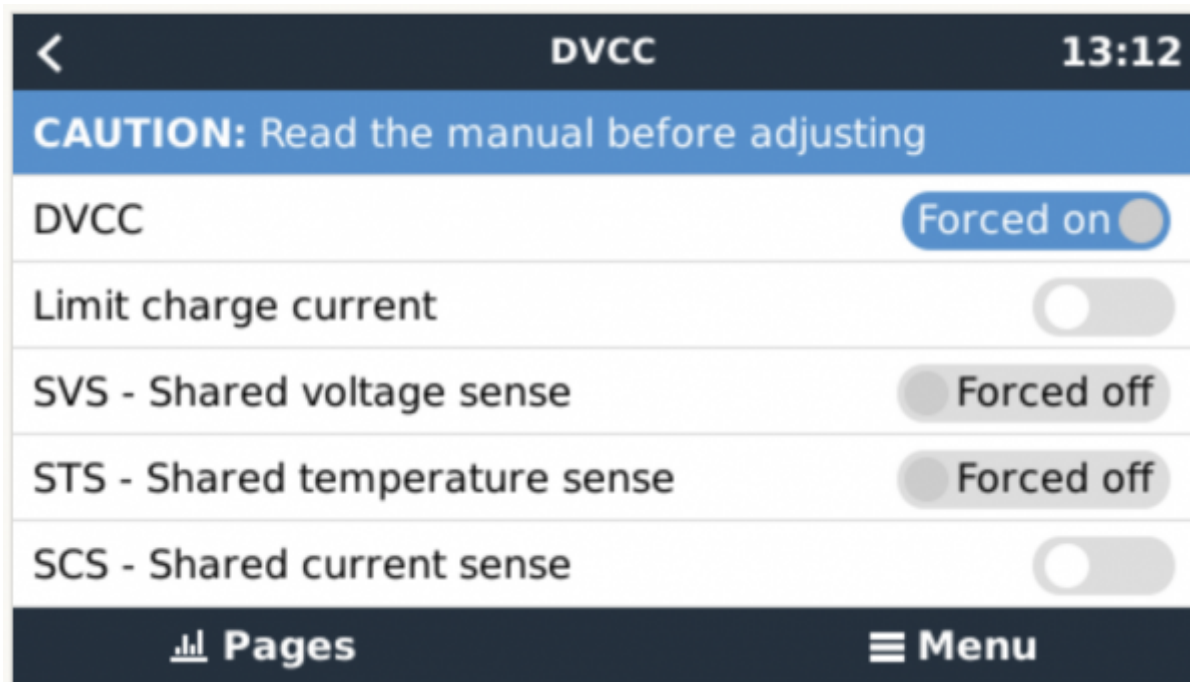 DVCC 13:12
CAUTION: Read the manual before adjusting
DVCC Forced on
Limit charge current
SVS - Shared voltage sense Forced off
STS - Shared temperature sense Forced off
SCS - Shared current sense
Pages Menu